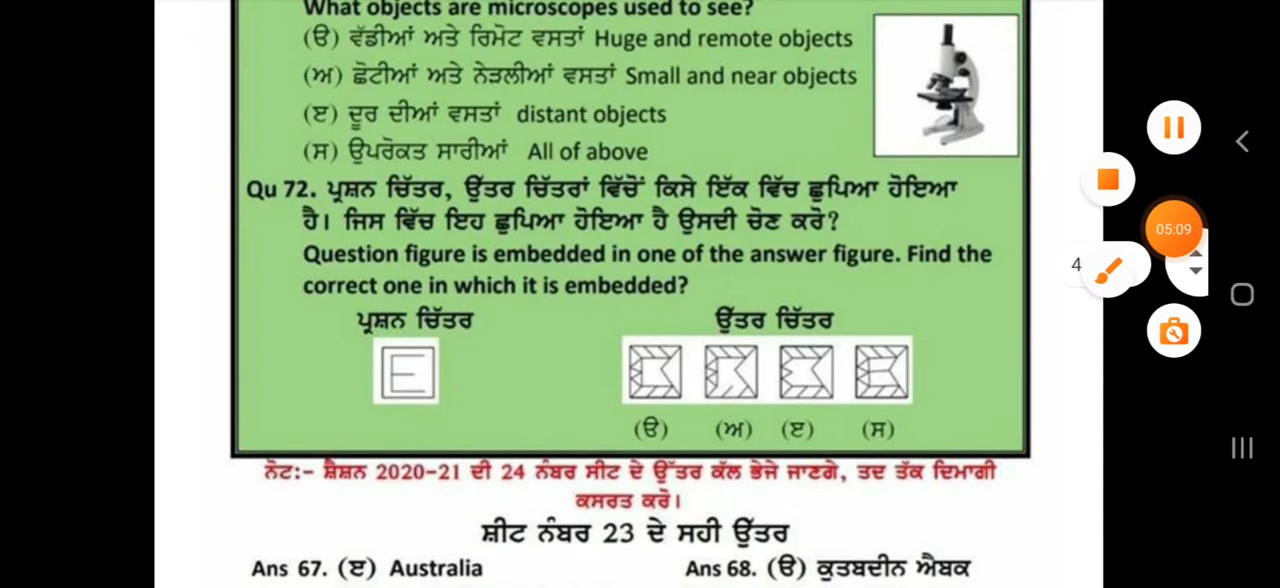 What objects are microscopes used to see?
(ੳ) ਵੱਡੀਆਂ ਅਤੇ ਰਿਮੋਟ ਵਸਤਾਂ Huge and remote objects
(ਅ) ਛੋਟੀਆਂ ਅਤੇ ਨੇੜਲੀਆਂ ਵਸਤਾਂ Small and near objects
(ੲ) ਦੂਰ ਦੀਆਂ ਵਸਤਾਂ distant objects
(ਸ) ਉਪਰੋਕਤ ਸਾਰੀਆਂ All of above
Qu 72. ਪ੍ਰਸ਼ਨ ਚਿੱਤਰ, ਉੱਤਰ ਚਿੱਤਰਾਂ ਵਿੱਚੋਂ ਕਿਸੇ ਇੱਕ ਵਿੱਚ ਛੁਪਿਆ ਹੋਇਆ
ਹੈ। ਜਿਸ ਵਿੱਚ ਇਹ ਛੁਪਿਆ ਹੋਇਆ ਹੈ ਉਸਦੀ ਚੋਣ ਕਰੋ?
Question figure is embedded in one of the answer figure. Find the
correct one in which it is embedded?
ਪ੍ਰਸ਼ਨ ਚਿੱਤਰ ਉੱਤਰ ਚਿੱਤਰ
(ੳ) (ਅ) (ੲ) (ਸ)
ਨੋਟ:- ਸ਼ੈਸ਼ਨ 2020-21 ਦੀ 24 ਨੰਬਰ ਸੀਟ ਦੇ ਉੱਤਰ ਕੱਲ ਭੇਜੇ ਜਾਣਗੇ, ਤਦ ਤੱਕ ਦਿਮਾਗੀ
ਕਸਰਤ ਕਰੋ।
ਸ਼ੀਟ ਨੰਬਰ 23 ਦੇ ਸਹੀ ਉੱਤਰ
Ans 67. (ੲ) Australia Ans 68. (ੳ) ਕੁਤਬਦੀਨ ਐਬਕ
05:09
4